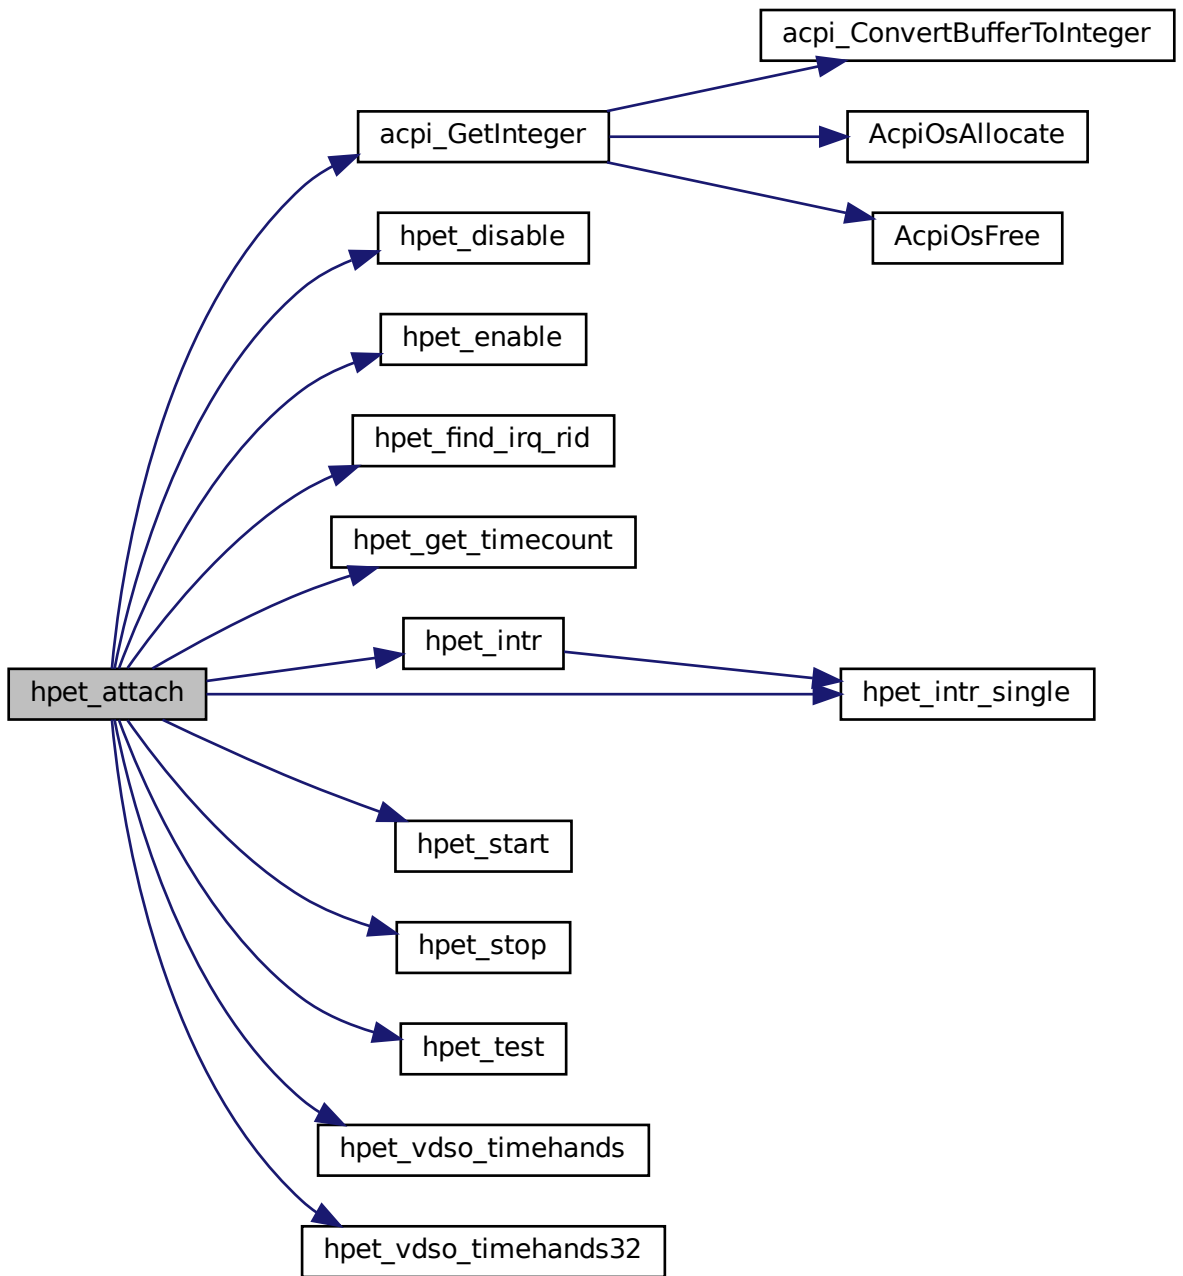 acpi_ConvertBufferToInteger
acpi_GetInteger
AcpiOsAllocate
hpet_disable
AcpiOsFree
hpet_enable
hpet_find_irq_rid
hpet_get_timecount
hpet_intr
hpet_attach
hpet_intr_single
hpet_start
hpet_stop
hpet_test
hpet_vdso_timehands
hpet_vdso_timehands32